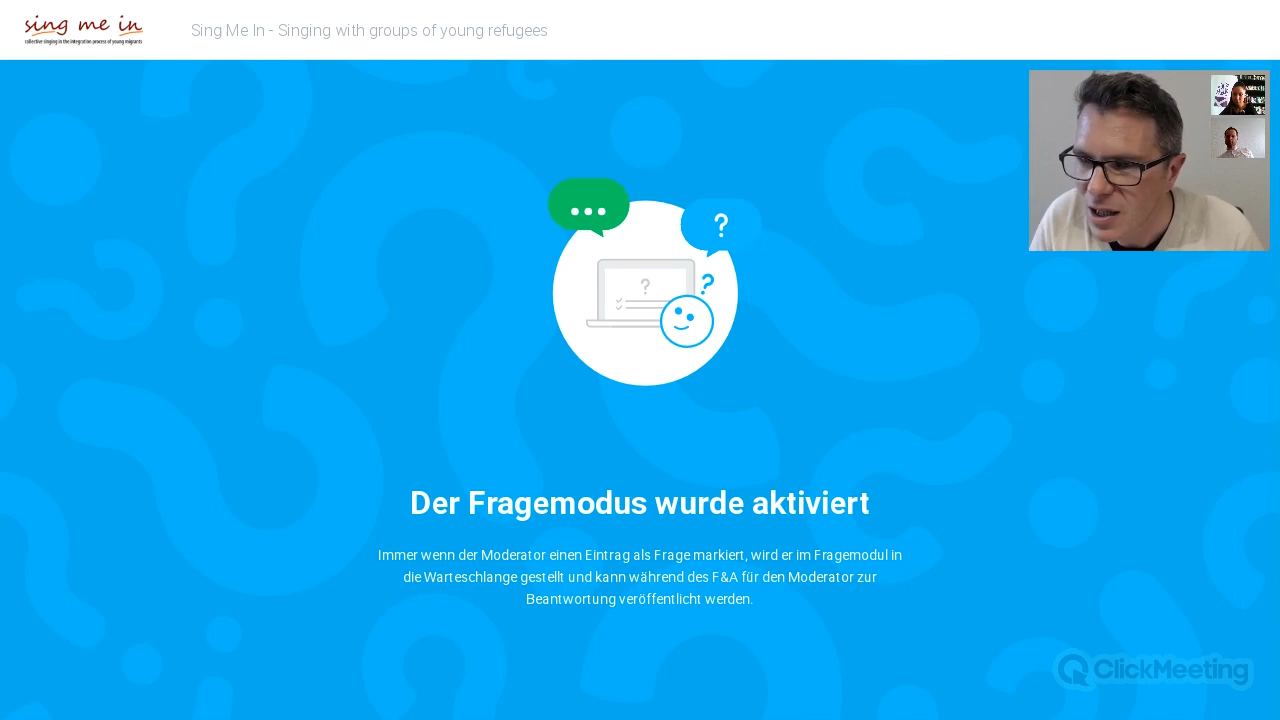 sing me in
collective singing in the integration process of young migrants
Sing Me In - Singing with groups of young refugees
?
?
?
Der Fragemodus wurde aktiviert
Immer wenn der Moderator einen Eintrag als Frage markiert, wird er im Fragemodul in
die Warteschlange gestellt und kann während des F&A für den Moderator zur
Beantwortung veröffentlicht werden.
ClickMeeting